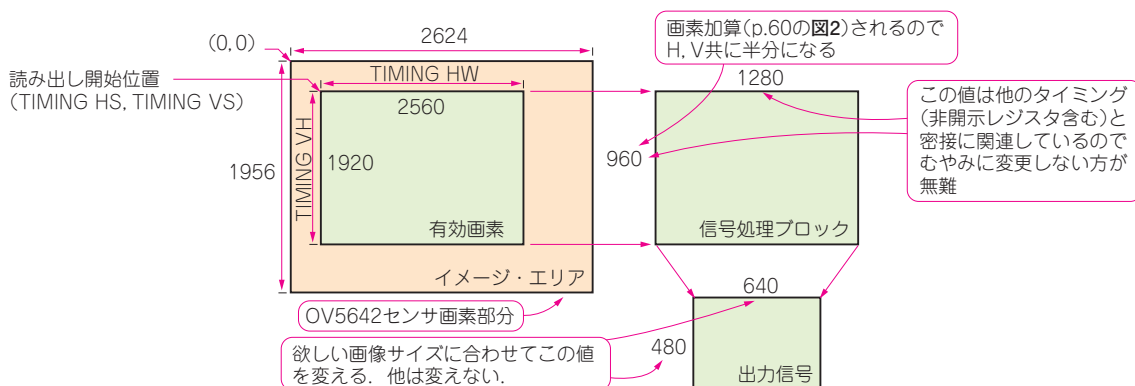 (0,0)
2624
読み出し開始位置
(TIMING HS, TIMING VS)
TIMING HW
2560
TIMING VH
1920
1956
有効画素
イメージ・エリア
OV5642センサ画素部分
画素加算(p.60の図2)されるので
H,V共に半分になる
1280
960
信号処理ブロック
この値は他のタイミング
(非開示レジスタ含む)と
密接に関連しているので
むやみに変更しない方が
無難
640
480
出力信号
欲しい画像サイズに合わせてこの値
を変える．他は変えない．